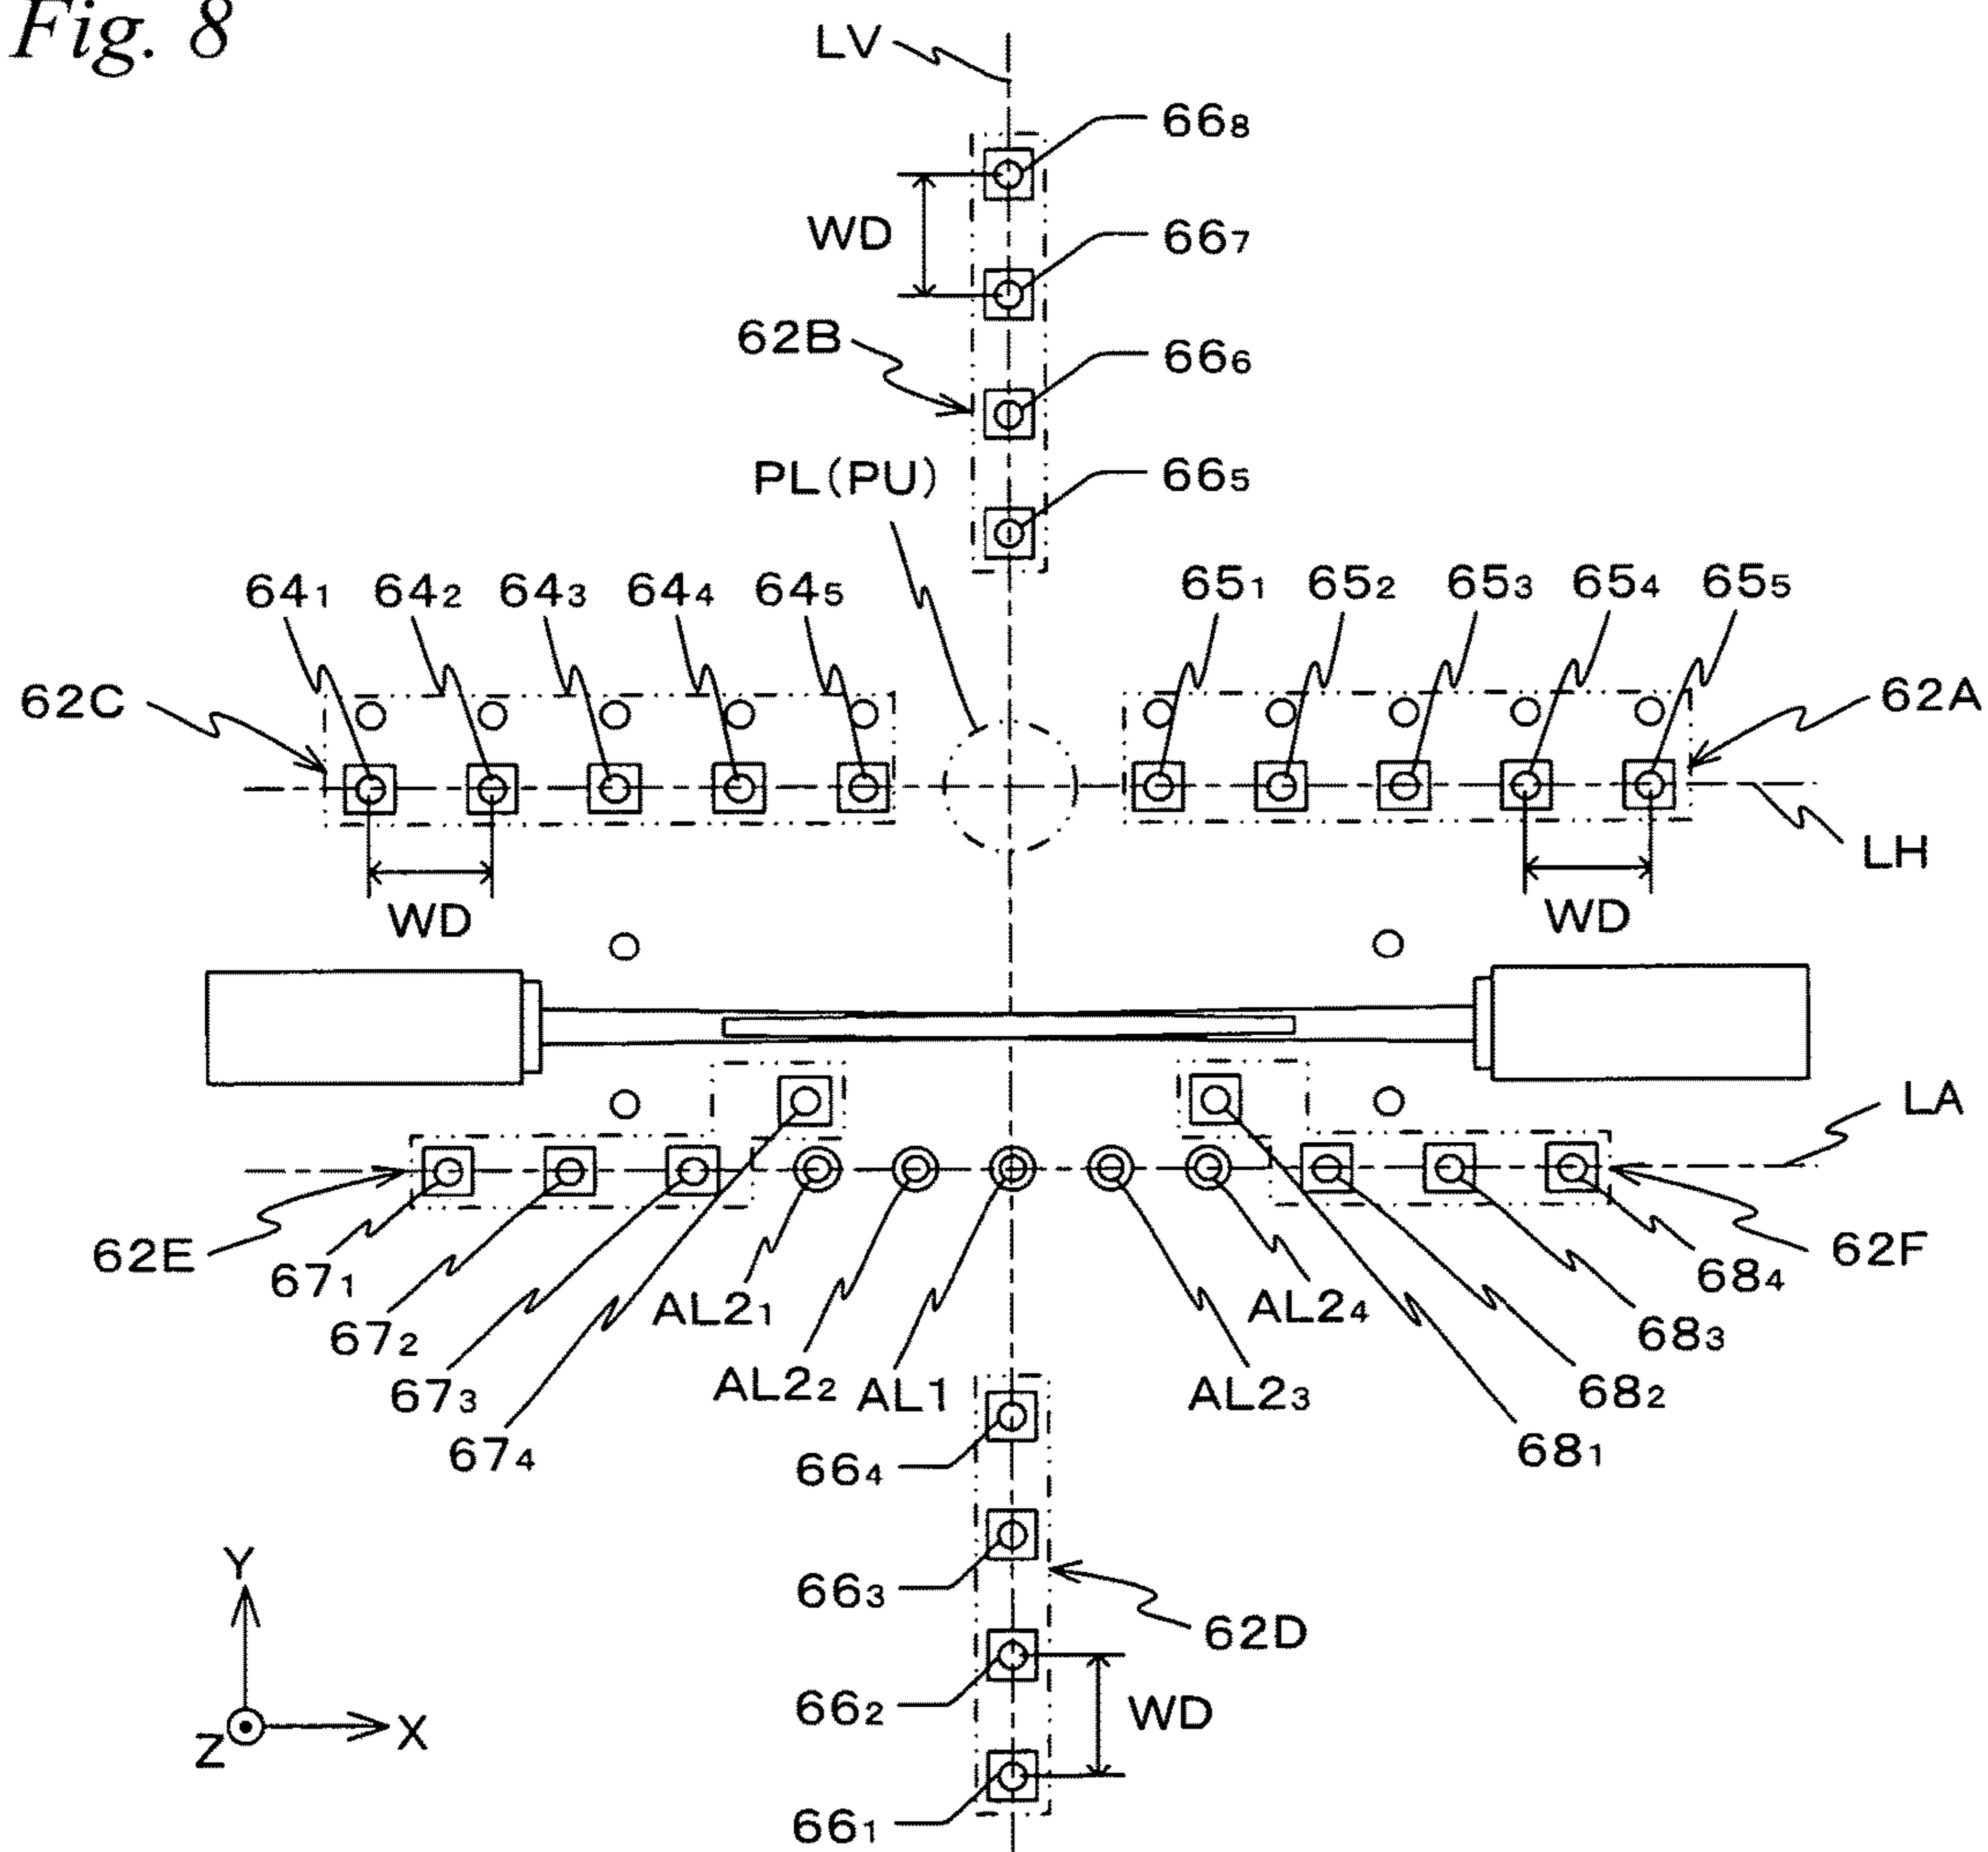 Fig. 8
LV
66₈
WD
66₇
62B
66₆
PL(PU)
66₅
64₁ 64₂ 64₃ 64₄ 64₅
65₁ 65₂ 65₃ 65₄ 65₅
62C
62A
LH
WD
WD
LA
62E
62F
67₁
68₄
AL2₁
AL2₄
67₂
68₃
67₃
AL2₂
AL1
AL2₃
68₂
67₄
68₁
66₄
66₃
62D
66₂
WD
66₁
Y
Z
X